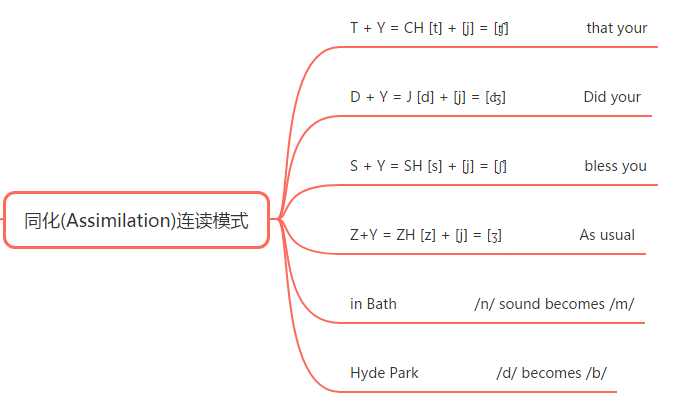 T + Y = CH [t] + [j] = [ʧ] that your
D + Y = J [d] + [j] = [ʤ] Did your
S + Y = SH [s] + [j] = [ʃ] bless you
同化(Assimilation)连读模式
Z+Y = ZH [z] + [j] = [ʒ] As usual
in Bath /n/ sound becomes /m/
Hyde Park /d/ becomes /b/